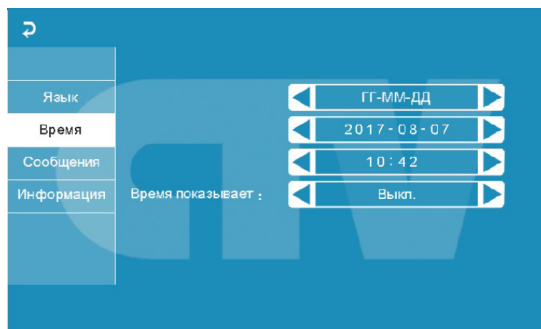 Язык
Время
Сообщения
Информация
ГГ-ММ-ДД
2017-08-07
10:42
Время показывает : Выкл.